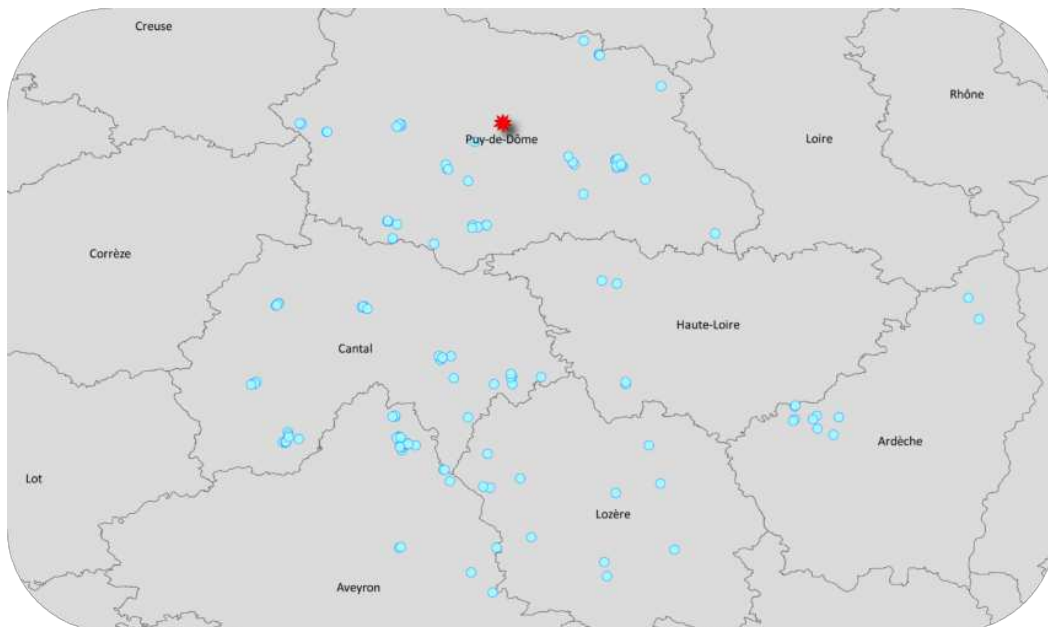 Creuse
Rhône
Puy-de-Dôme
Loire
Corrèze
Haute-Loire
Cantal
Ardèche
Lot
Lozère
Aveyron